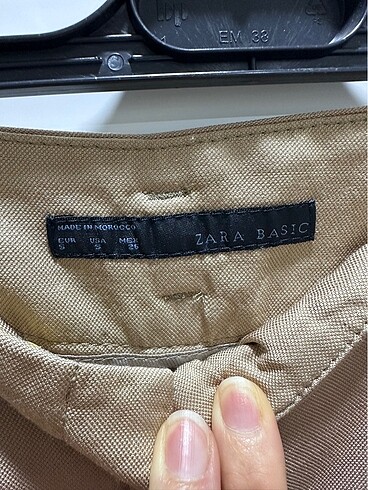 EM 38
MADE IN MOROCCO
EUR USA MEX
S S 26
ZARA BASIC